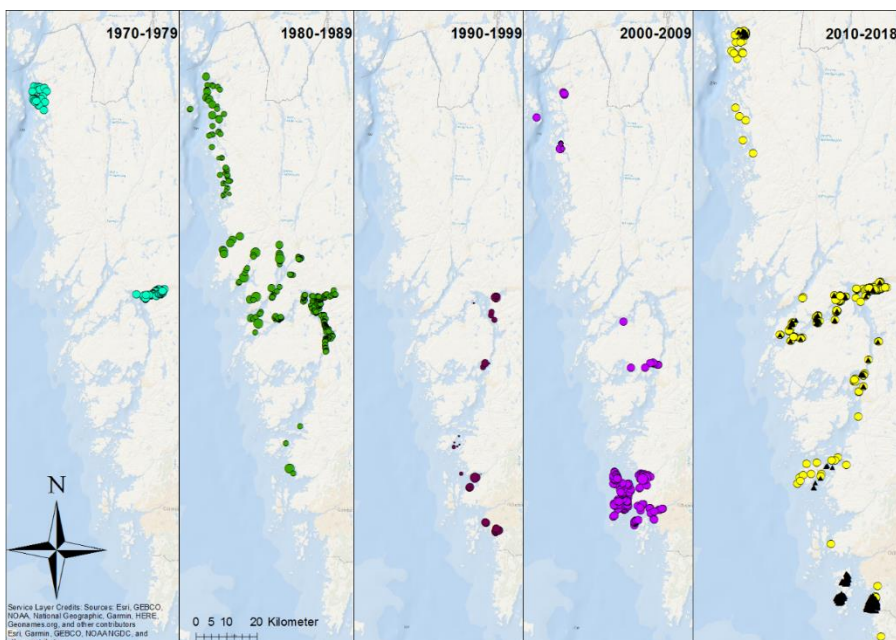 1970-1979
1980-1989
1990-1999
2000-2009
2010-2018
N
Service Layer Credits: Sources: Esri, GEBCO,
NOAA, National Geographic, Garmin, HERE,
Geonames.org, and other contributors
Esri, Garmin, GEBCO, NOAA NGDC, and
0 5 10 20 Kilometer